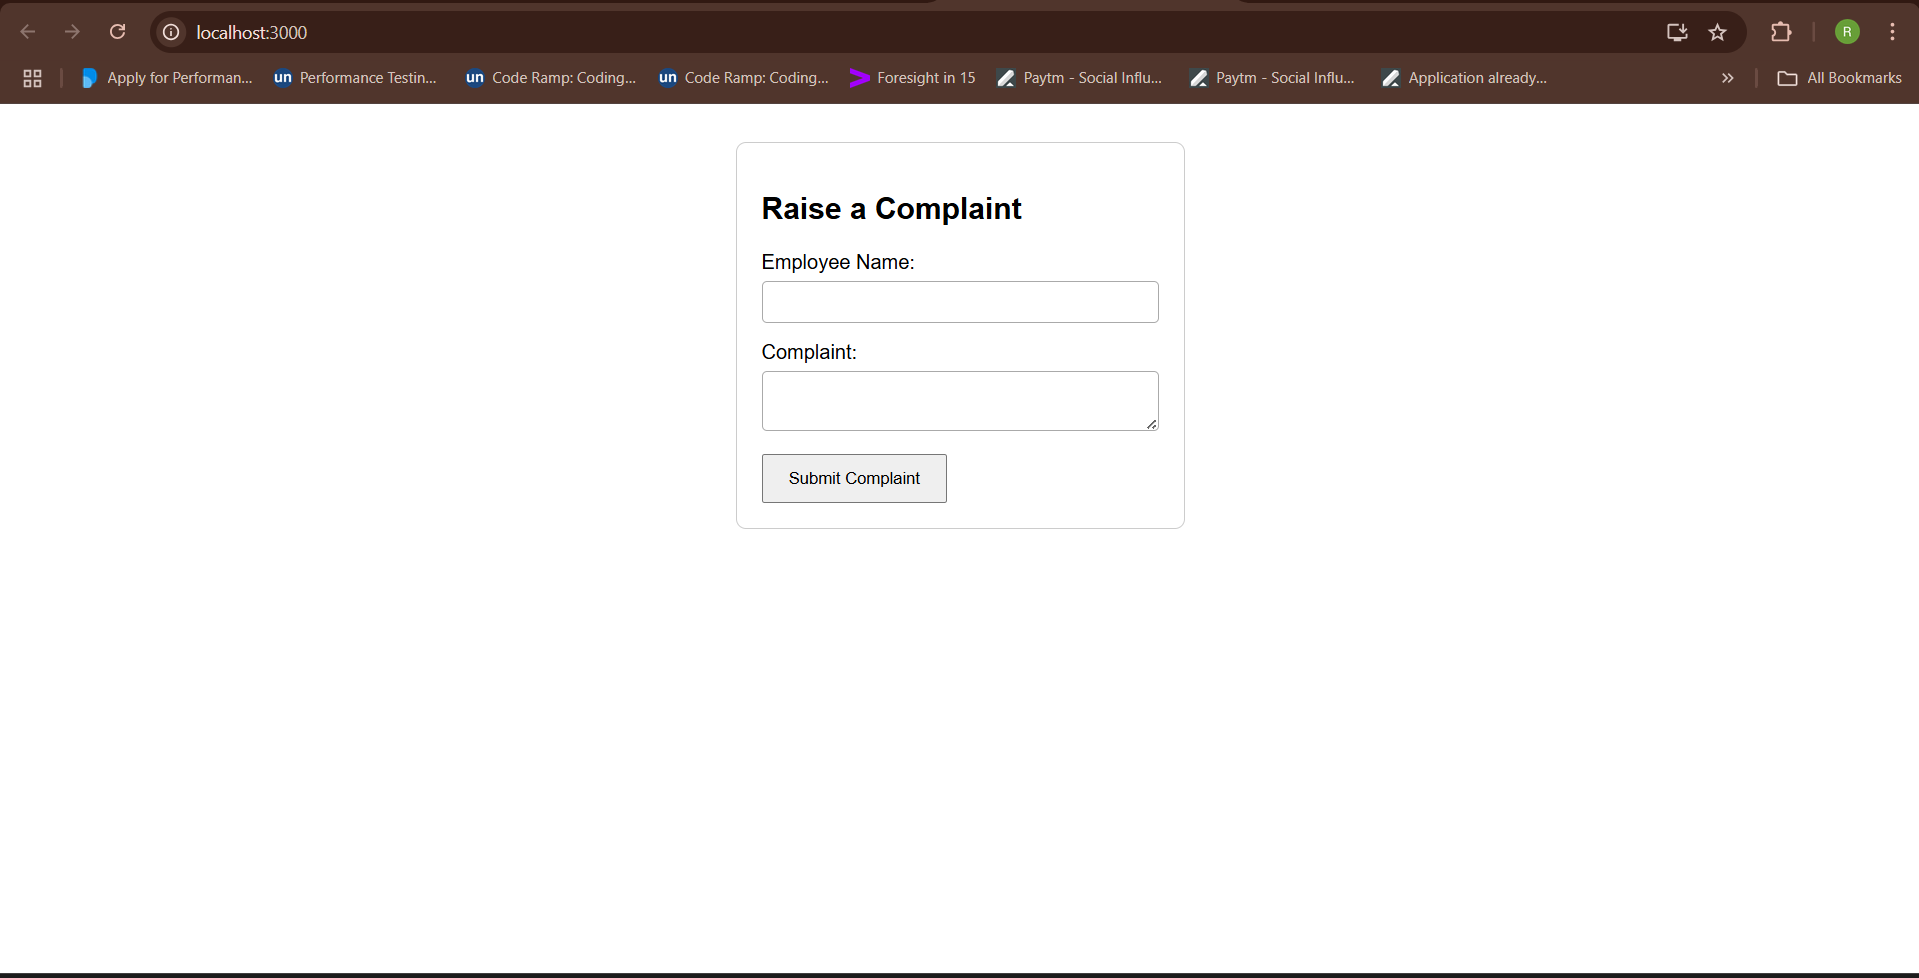 localhost:3000
R
Apply for Performan...
un Performance Testin...
un Code Ramp: Coding...
un Code Ramp: Coding...
Foresight in 15
Paytm - Social Influ...
Paytm - Social Influ...
Application already...
All Bookmarks
Raise a Complaint
Employee Name:
Complaint:
Submit Complaint